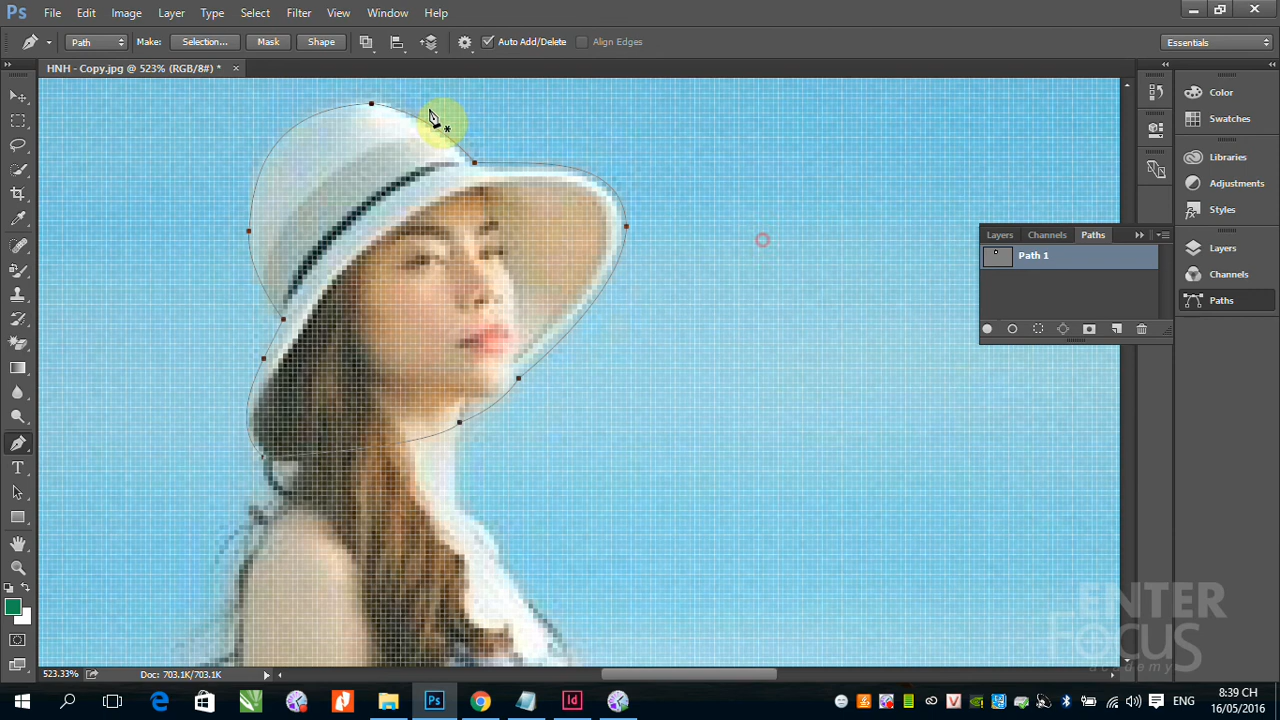 Ps File Edit Image Layer Type Select Filter View Window Help
Path Make: Selection... Mask Shape Auto Add/Delete Align Edges Essentials
HNH - Copy.jpg @ 523% (RGB/8#) *
Color
Swatches
Libraries
Adjustments
Styles
Layers
Channels
Paths
Layers Channels Paths
Path 1
ENTER
FOCUS
academy
523.33% Doc: 703.1K/703.1K
Ps Id ENG 8:39 CH
16/05/2016